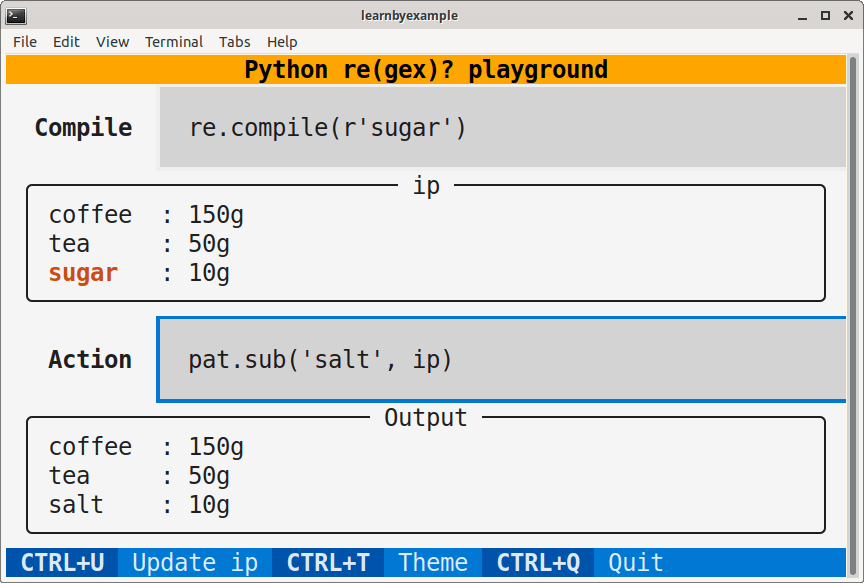 learnbyexample
File Edit View Terminal Tabs Help
Python re(gex)? playground
Compile re.compile(r'sugar')
ip
coffee  : 150g
tea     : 50g
sugar   : 10g
Action pat.sub('salt', ip)
Output
coffee  : 150g
tea     : 50g
salt    : 10g
CTRL+U Update ip CTRL+T Theme CTRL+Q Quit